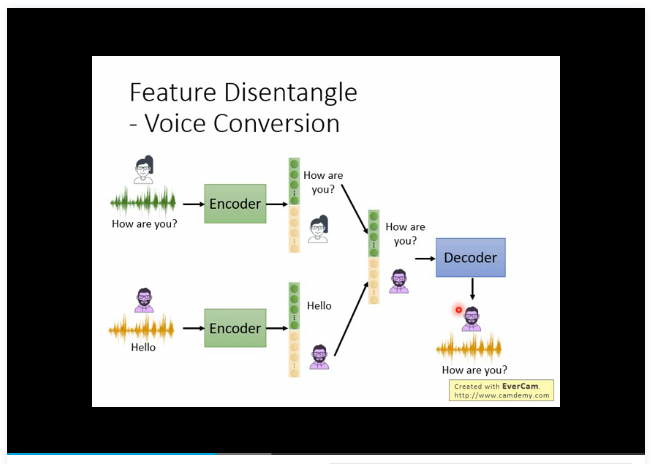 Feature Disentangle
- Voice Conversion
How are you?
Encoder
How are
you?
Hello
Encoder
Hello
How are
you?
Decoder
How are you?
Created with EverCam.
http://www.camdemy.com